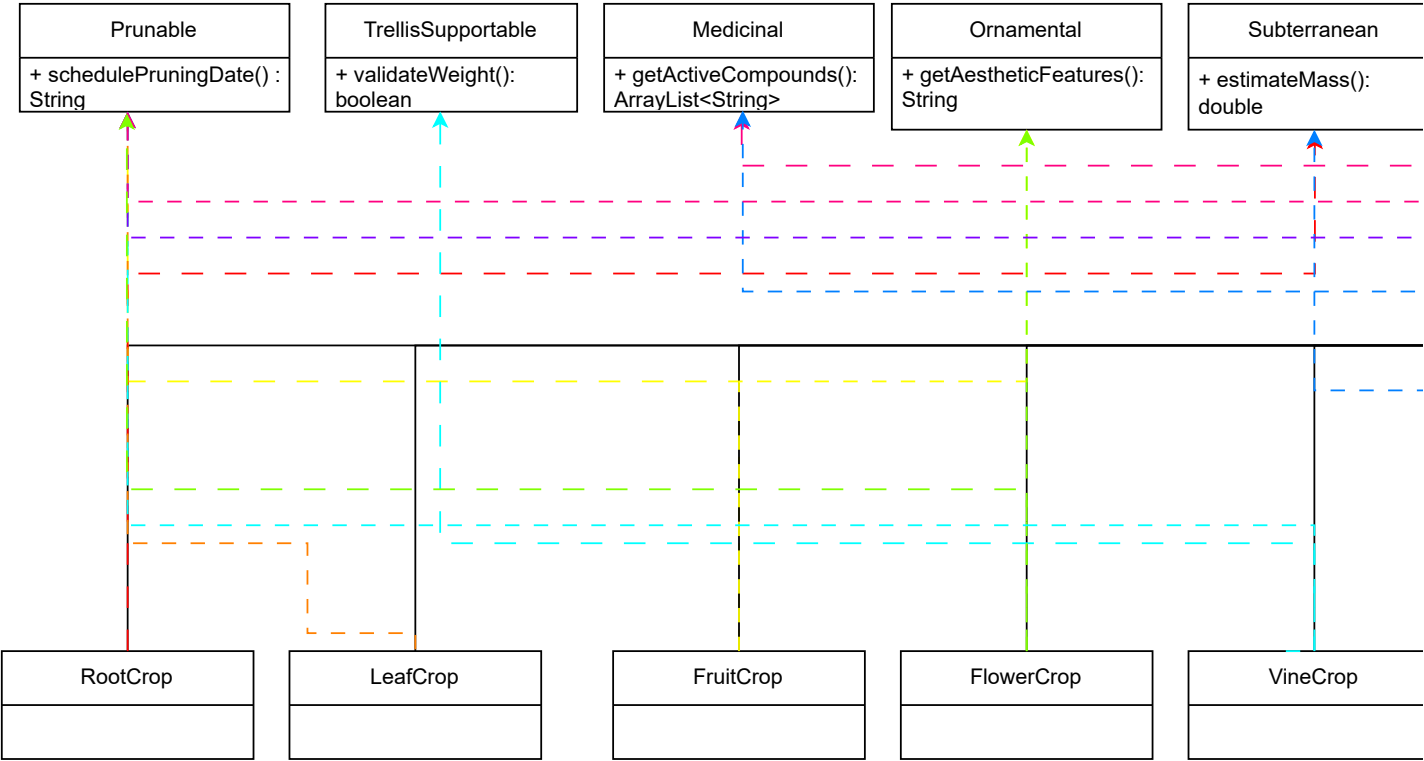 Prunable
+ schedulePruningDate() :
String
TrellisSupportable
+ validateWeight():
boolean
Medicinal
+ getActiveCompounds():
ArrayList<String>
Ornamental
+ getAestheticFeatures():
String
Subterranean
+ estimateMass():
double
RootCrop
LeafCrop
FruitCrop
FlowerCrop
VineCrop